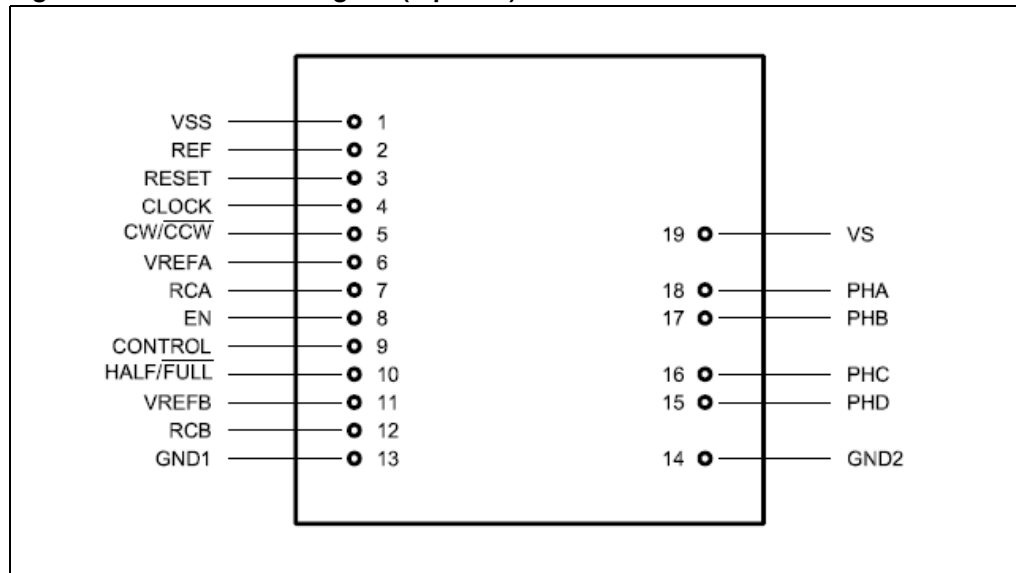 VSS 1
REF 2
RESET 3
CLOCK 4
CW/CCW 5
19 VS
VREFA 6
RCA 7
18 PHA
EN 8
17 PHB
CONTROL 9
HALF/FULL 10
16 PHC
VREFB 11
15 PHD
RCB 12
GND1 13
14 GND2